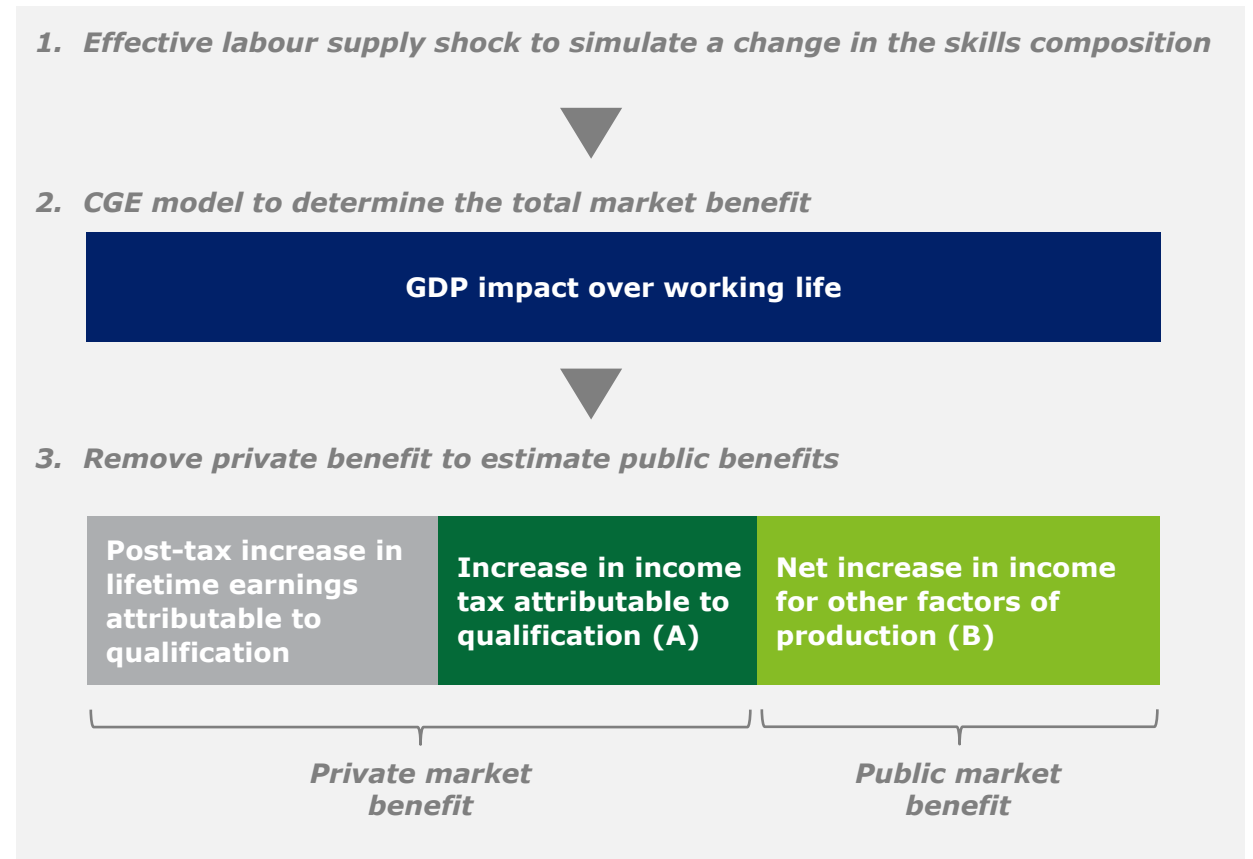 1. Effective labour supply shock to simulate a change in the skills composition
2. CGE model to determine the total market benefit
GDP impact over working life
3. Remove private benefit to estimate public benefits
Post-tax increase in
lifetime earnings
attributable to
qualification
Increase in income
tax attributable to
qualification (A)
Net increase in income
for other factors of
production (B)
Private market
benefit
Public market
benefit